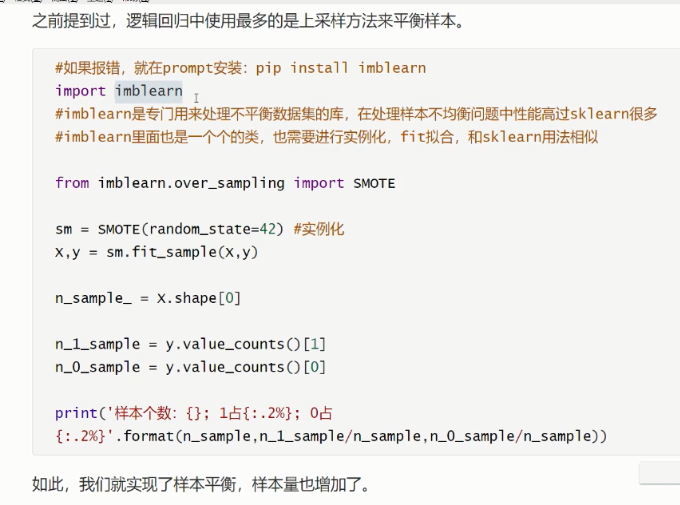 之前提到过，逻辑回归中使用最多的是上采样方法来平衡样本。
#如果报错，就在prompt安装：pip install imblearn
import imblearn
#imblearn是专门用来处理不平衡数据集的库，在处理样本不均衡问题中性能高过sklearn很多
#imblearn里面也是一个个的类，也需要进行实例化，fit拟合，和sklearn用法相似
from imblearn.over_sampling import SMOTE
sm = SMOTE(random_state=42) #实例化
X,y = sm.fit_sample(X,y)
n_sample_ = X.shape[0]
n_1_sample = y.value_counts()[1]
n_0_sample = y.value_counts()[0]
print('样本个数：{}; 1占{:.2%}; 0占
{:.2%}'.format(n_sample,n_1_sample/n_sample,n_0_sample/n_sample))
如此，我们就实现了样本平衡，样本量也增加了。